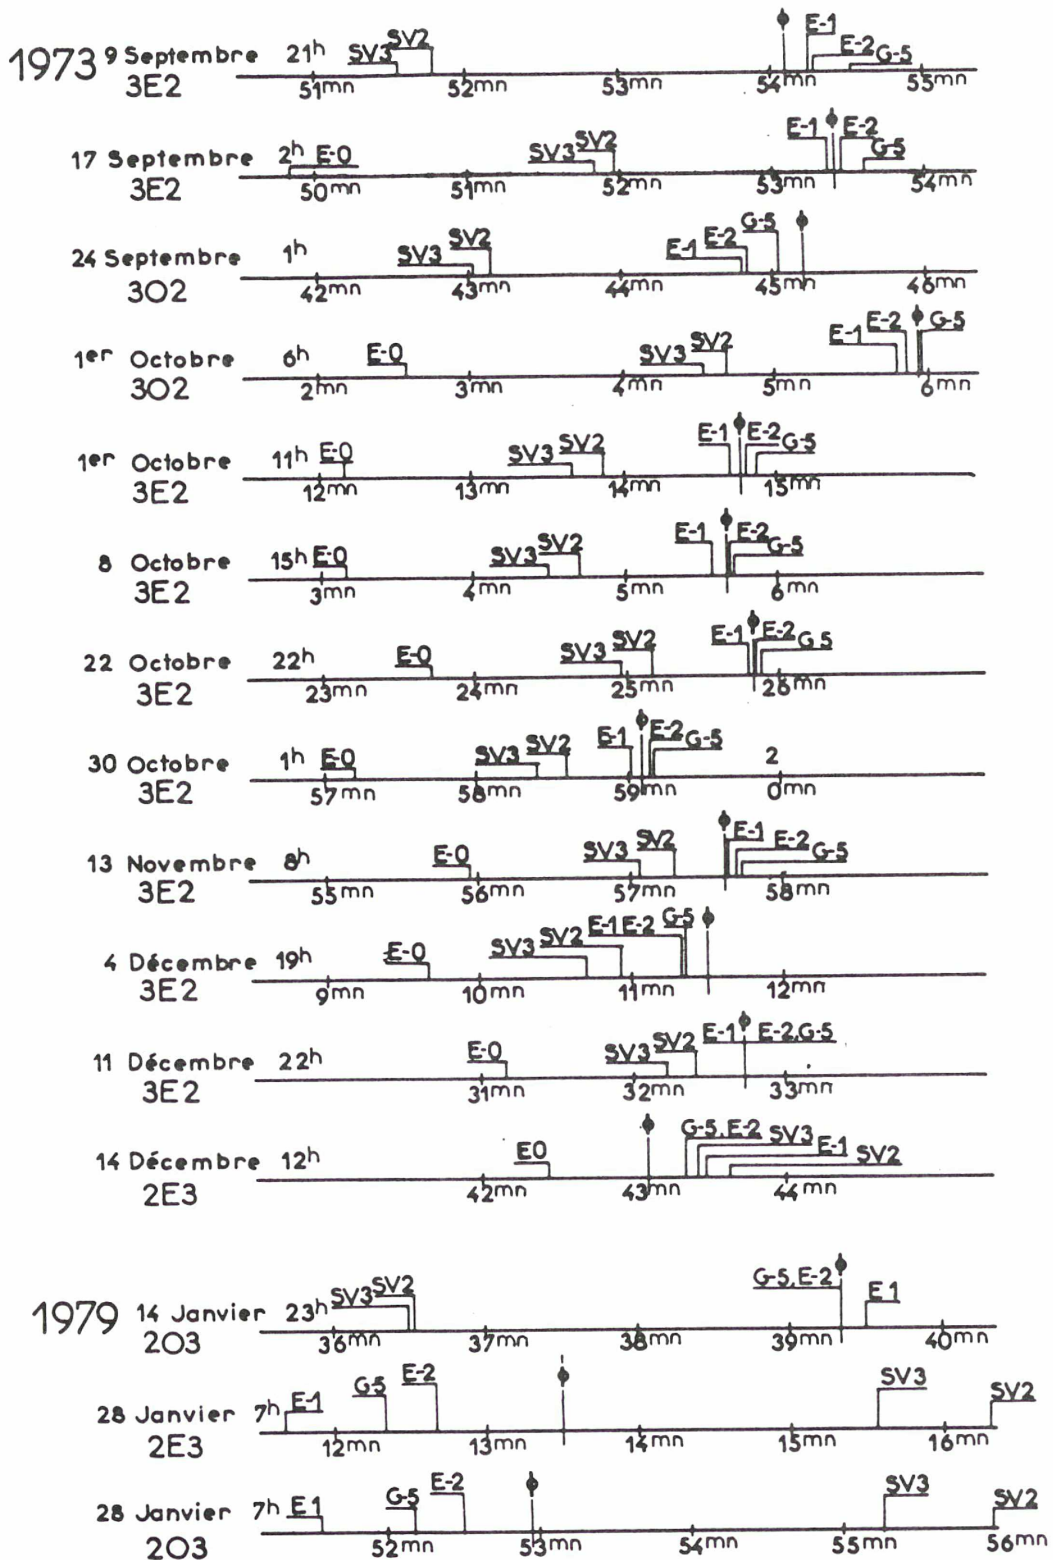 1973 9 Septembre 21h SV3 SV2 E-1 E-2 G-5
3E2 51mn 52mn 53mn 54mn 55mn
17 Septembre 2h E-0 SV3 SV2 E-1 E-2 G-5
3E2 50mn 51mn 52mn 53mn 54mn
24 Septembre 1h SV3 SV2 E-1 E-2 G-5
3O2 42mn 43mn 44mn 45mn 46mn
1er Octobre 6h E-0 SV3 SV2 E-1 E-2 G-5
3O2 2mn 3mn 4mn 5mn 6mn
1er Octobre 11h E-0 SV3 SV2 E-1 E-2 G-5
3E2 12mn 13mn 14mn 15mn
8 Octobre 15h E-0 SV3 SV2 E-1 E-2 G-5
3E2 3mn 4mn 5mn 6mn
22 Octobre 22h E-0 SV3 SV2 E-1 E-2 G 5
3E2 23mn 24mn 25mn 26mn
30 Octobre 1h E-0 SV3 SV2 E-1 E-2 G-5 2
3E2 57mn 58mn 59mn 0mn
13 Novembre 8h E-0 SV3 SV2 E-1 E-2 G-5
3E2 55mn 56mn 57mn 58mn
4 Décembre 19h E-0 SV3 SV2 E-1 E-2 G-5
3E2 9mn 10mn 11mn 12mn
11 Décembre 22h E-0 SV3 SV2 E-1 E-2,G-5
3E2 31mn 32mn 33mn
14 Décembre 12h E0 G-5,E-2 SV3 E-1 SV2
2E3 42mn 43mn 44mn
1979 14 Janvier 23h SV3 SV2 G-5,E-2 E1
2O3 36mn 37mn 38mn 39mn 40mn
28 Janvier 7h E-1 G-5 E-2 SV3 SV2
2E3 12mn 13mn 14mn 15mn 16mn
28 Janvier 7h E1 G-5 E-2 SV3 SV2
2O3 52mn 53mn 54mn 55mn 56mn